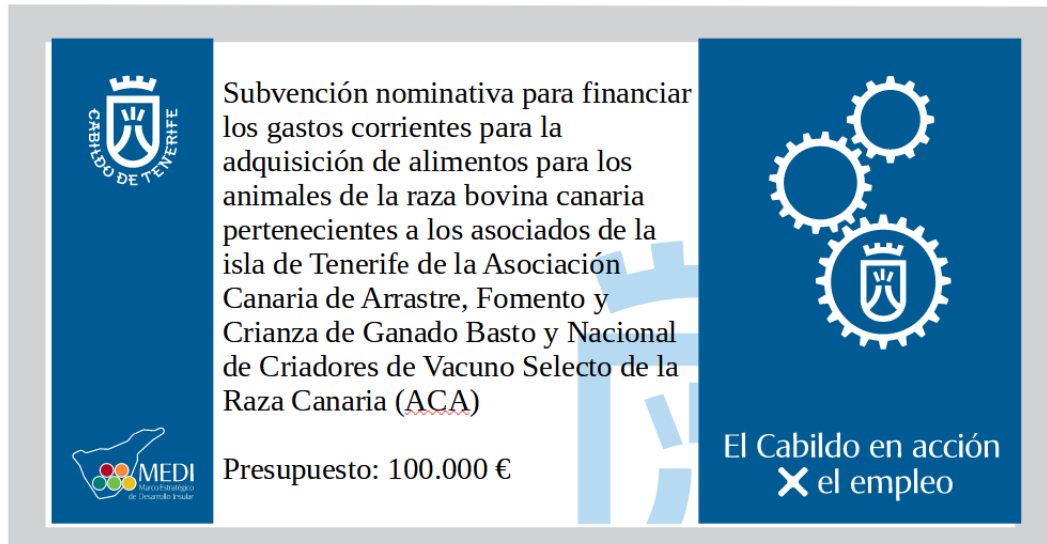 CABILDO DE TENERIFE
Subvención nominativa para financiar
los gastos corrientes para la
adquisición de alimentos para los
animales de la raza bovina canaria
pertenecientes a los asociados de la
isla de Tenerife de la Asociación
Canaria de Arrastre, Fomento y
Crianza de Ganado Basto y Nacional
de Criadores de Vacuno Selecto de la
Raza Canaria (ACA)
Presupuesto: 100.000 €
MEDI
Marco Estratégico
de Desarrollo Insular
El Cabildo en acción
X el empleo